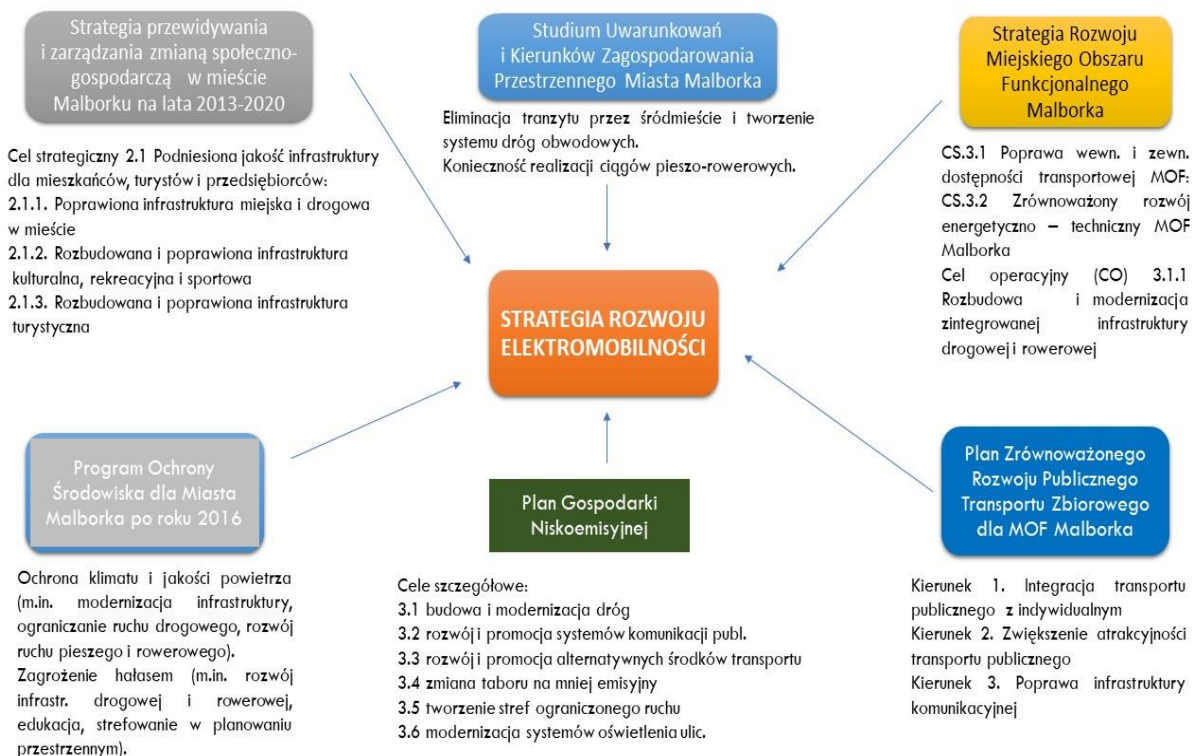 Strategia przewidywania
i zarządzania zmianą społeczno-
gospodarczą w mieście
Malborku na lata 2013-2020
Cel strategiczny 2.1 Podniesiona jakość infrastruktury
dla mieszkańców, turystów i przedsiębiorców:
2.1.1. Poprawiona infrastruktura miejska i drogowa
w mieście
2.1.2. Rozbudowana i poprawiona infrastruktura
kulturalna, rekreacyjna i sportowa
2.1.3. Rozbudowana i poprawiona infrastruktura
turystyczna
Studium Uwarunkowań
i Kierunków Zagospodarowania
Przestrzennego Miasta Malborka
Eliminacja tranzytu przez śródmieście i tworzenie
systemu dróg obwodowych.
Konieczność realizacji ciągów pieszo-rowerowych.
Strategia Rozwoju
Miejskiego Obszaru
Funkcjonalnego
Malborka
CS.3.1 Poprawa wewn. i zewn.
dostępności transportowej MOF:
CS.3.2 Zrównoważony rozwój
energetyczno – techniczny MOF
Malborka
Cel operacyjny (CO) 3.1.1
Rozbudowa i modernizacja
zintegrowanej infrastruktury
drogowej i rowerowej
STRATEGIA ROZWOJU
ELEKTROMOBILNOŚCI
Program Ochrony
Środowiska dla Miasta
Malborka po roku 2016
Ochrona klimatu i jakości powietrza
(m.in. modernizacja infrastruktury,
ograniczanie ruchu drogowego, rozwój
ruchu pieszego i rowerowego).
Zagrożenie hałasem (m.in. rozwój
infrastr. drogowej i rowerowej,
edukacja, strefowanie w planowaniu
przestrzennym).
Plan Gospodarki
Niskoemisyjnej
Cele szczegółowe:
3.1 budowa i modernizacja dróg
3.2 rozwój i promocja systemów komunikacji publ.
3.3 rozwój i promocja alternatywnych środków transportu
3.4 zmiana taboru na mniej emisyjny
3.5 tworzenie stref ograniczonego ruchu
3.6 modernizacja systemów oświetlenia ulic.
Plan Zrównoważonego
Rozwoju Publicznego
Transportu Zbiorowego
dla MOF Malborka
Kierunek 1. Integracja transportu
publicznego z indywidualnym
Kierunek 2. Zwiększenie atrakcyjności
transportu publicznego
Kierunek 3. Poprawa infrastruktury
komunikacyjnej